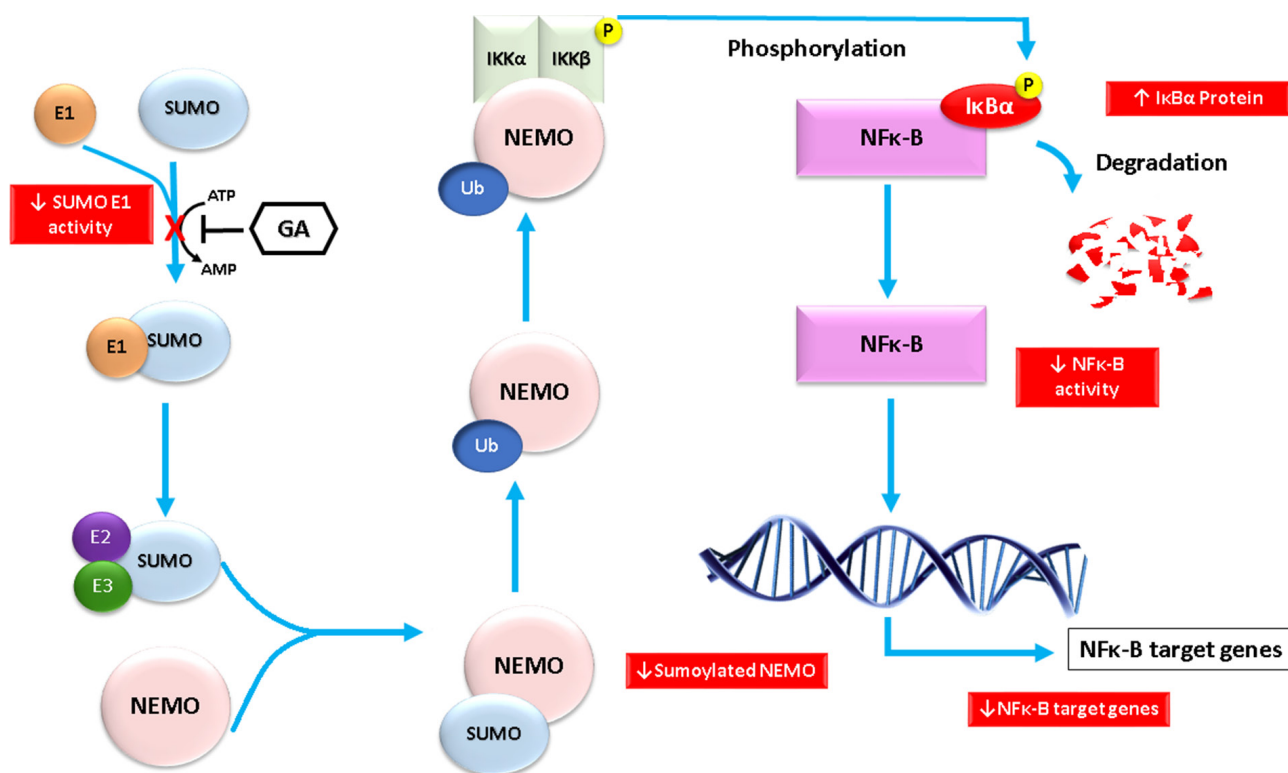 E1
SUMO
↓ SUMO E1
activity
ATP
GA
AMP
E1
SUMO
E2
E3
SUMO
NEMO
IKKα
IKKβ
P
NEMO
Ub
NEMO
Ub
NEMO
SUMO
↓Sumoylated NEMO
Phosphorylation
P
IκBα
NFκ-B
↑ IκBα Protein
Degradation
NFκ-B
↓ NFκ-B
activity
NFκ-B target genes
↓NFκ-B target genes